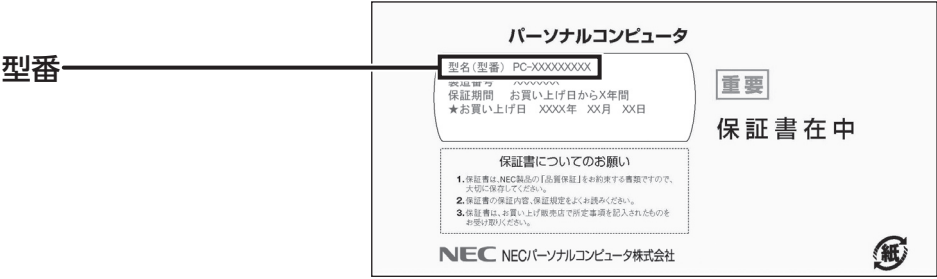 型番
パーソナルコンピュータ
型名(型番) PC-XXXXXXXXX
製造番号 XXXXXXX
保証期間 お買い上げ日からX年間
★お買い上げ日 XXXX年 XX月 XX日
重要
保証書在中
保証書についてのお願い
1.保証書は、NEC製品の「品質保証」をお約束する書類ですので、
大切に保存してください。
2.保証書の保証内容、保証規定をよくお読みください。
3.保証書は、お買い上げ販売店で所定事項を記入されたものを
お受け取りください。
NEC NECパーソナルコンピュータ株式会社
紙